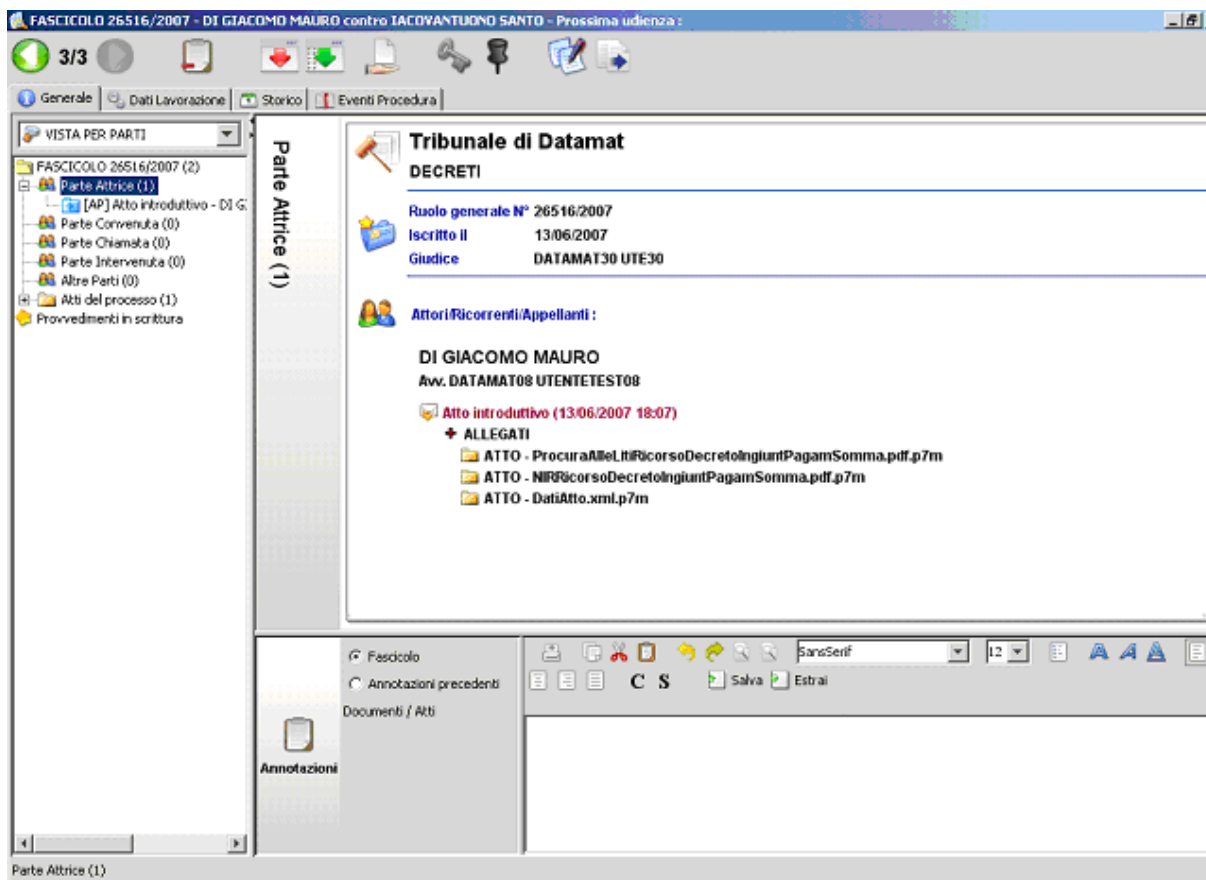 FASCICOLO 26516/2007 - DI GIACOMO MAURO contro IACOVANTUONO SANTO - Prossima udienza :
3/3
Generale Dati Lavorazione Storico Eventi Procedura
VISTA PER PARTI
FASCICOLO 26516/2007 (2)
Parte Attrice (1)
[AP] Atto introduttivo - DI G
Parte Convenuta (0)
Parte Chiamata (0)
Parte Intervenuta (0)
Altre Parti (0)
Atti del processo (1)
Provvedimenti in scrittura
Parte Attrice (1)
Tribunale di Datamat
DECRETI
Ruolo generale N° 26516/2007
Iscritto il 13/06/2007
Giudice DATAMAT30 UTE30
Attori/Ricorrenti/Appellanti :
DI GIACOMO MAURO
Avv. DATAMAT08 UTENTETEST08
Atto introduttivo (13/06/2007 18:07)
ALLEGATI
ATTO - ProcuraAlleLitiRicorsoDecretoIngiuntPagamSomma.pdf.p7m
ATTO - NIRRicorsoDecretoIngiuntPagamSomma.pdf.p7m
ATTO - DatiAtto.xml.p7m
Annotazioni
Fascicolo
Annotazioni precedenti
Documenti / Atti
SansSerif 12 A A A
C S Salva Estrai
Parte Attrice (1)